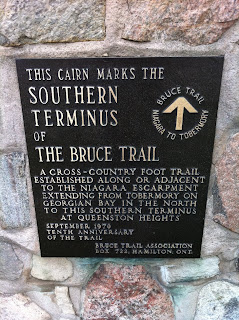 THIS CAIRN MARKS THE
SOUTHERN
TERMINUS
OF
THE BRUCE TRAIL
BRUCE TRAIL
NIAGARA TO TOBERMORY
A CROSS-COUNTRY FOOT TRAIL
ESTABLISHED ALONG OR ADJACENT
TO THE NIAGARA ESCARPMENT
EXTENDING FROM TOBERMORY ON
GEORGIAN BAY IN THE NORTH
TO THIS SOUTHERN TERMINUS
AT QUEENSTON HEIGHTS
SEPTEMBER 1970
TENTH ANNIVERSARY
OF THE TRAIL
BRUCE TRAIL ASSOCIATION
BOX 723, HAMILTON, ONT.